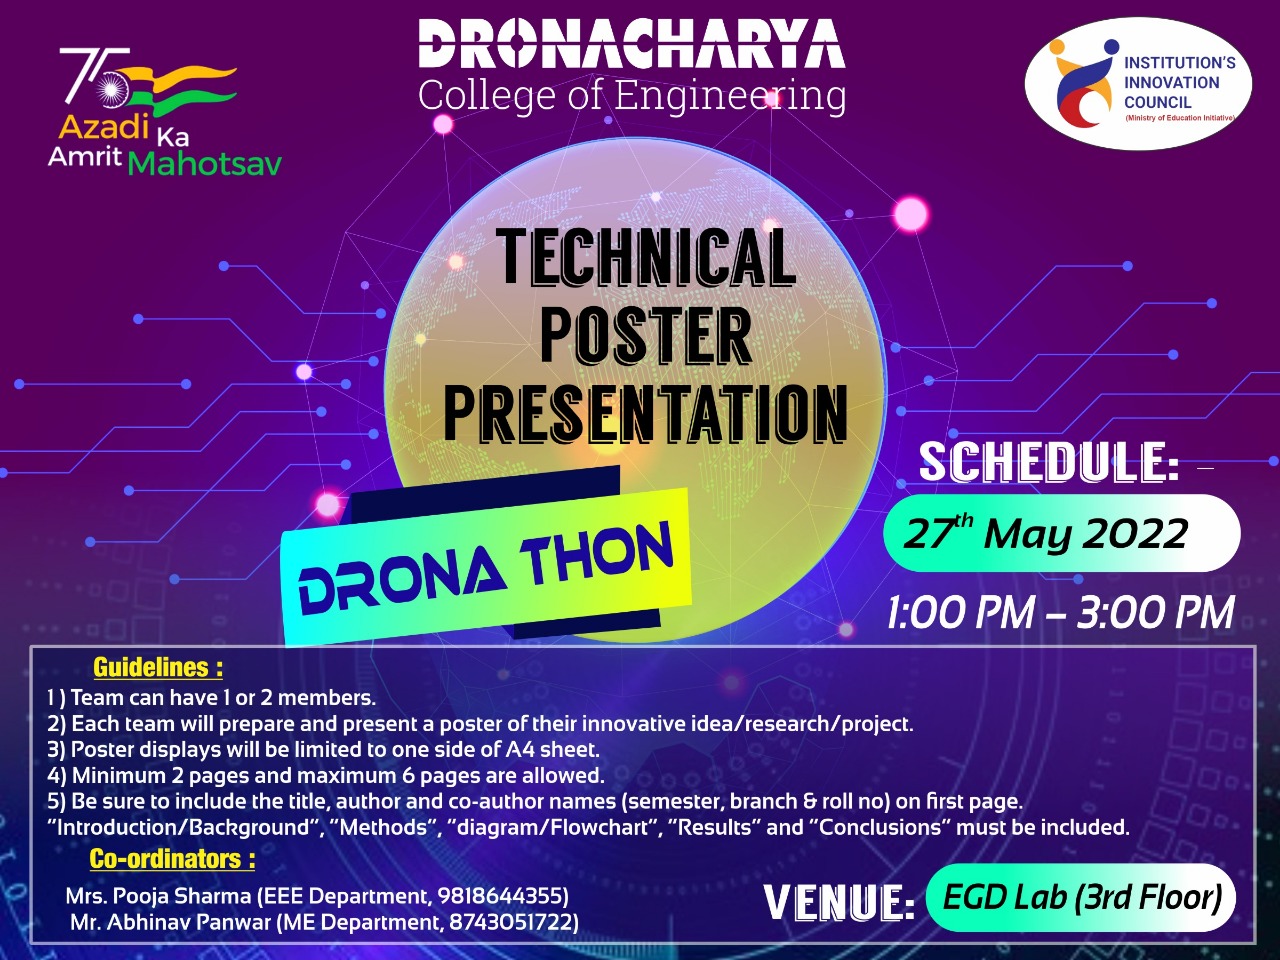 DRONACHARYA
College of Engineering
75
Azadi Ka
Amrit Mahotsav
INSTITUTION'S
INNOVATION
COUNCIL
(Ministry of Education Initiative)
TECHNICAL
POSTER
PRESENTATION
DRONA THON
SCHEDULE: –
27th May 2022
1:00 PM – 3:00 PM
Guidelines :
1 ) Team can have 1 or 2 members.
2) Each team will prepare and present a poster of their innovative idea/research/project.
3) Poster displays will be limited to one side of A4 sheet.
4) Minimum 2 pages and maximum 6 pages are allowed.
5) Be sure to include the title, author and co-author names (semester, branch & roll no) on first page.
"Introduction/Background", "Methods", "diagram/Flowchart", "Results" and "Conclusions" must be included.
Co-ordinators :
Mrs. Pooja Sharma (EEE Department, 9818644355)
Mr. Abhinav Panwar (ME Department, 8743051722)
VENUE: EGD Lab (3rd Floor)